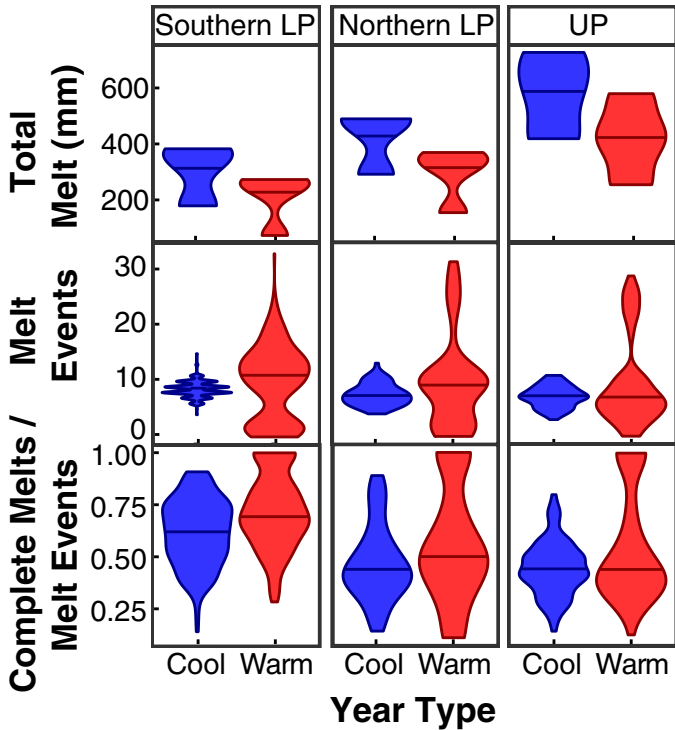 Southern LP
Northern LP
UP
Total
Melt (mm)
600
400
200
Melt
Events
30
20
10
0
Complete Melts /
Melt Events
1.00
0.75
0.50
0.25
Cool Warm
Cool Warm
Cool Warm
Year Type